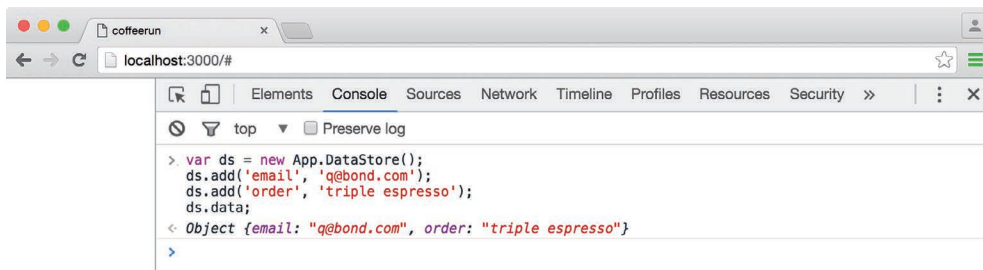 coffeerun
localhost:3000/#
Elements Console Sources Network Timeline Profiles Resources Security »
top Preserve log
> var ds = new App.DataStore();
ds.add('email', 'q@bond.com');
ds.add('order', 'triple espresso');
ds.data;
Object {email: "q@bond.com", order: "triple espresso"}
>